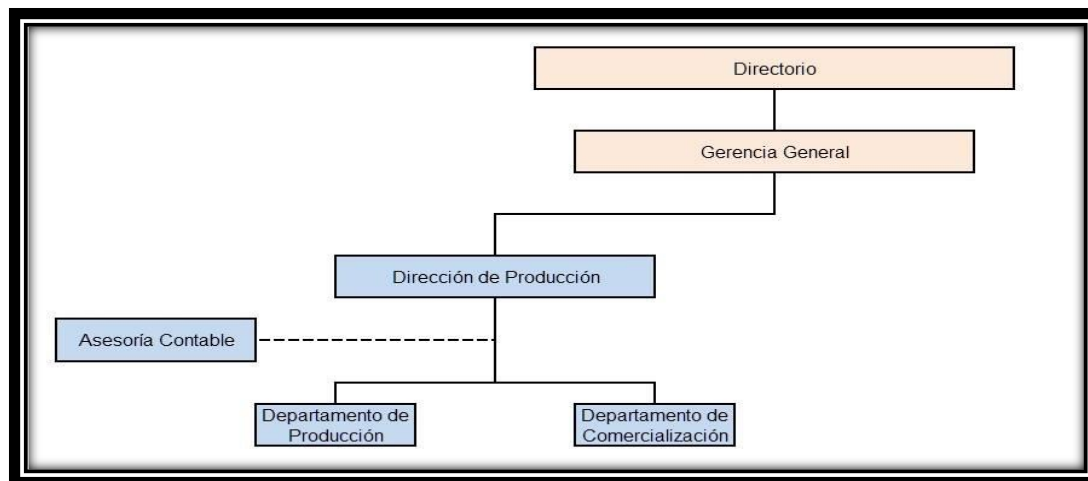 Directorio
Gerencia General
Dirección de Producción
Asesoría Contable
Departamento de
Producción
Departamento de
Comercialización